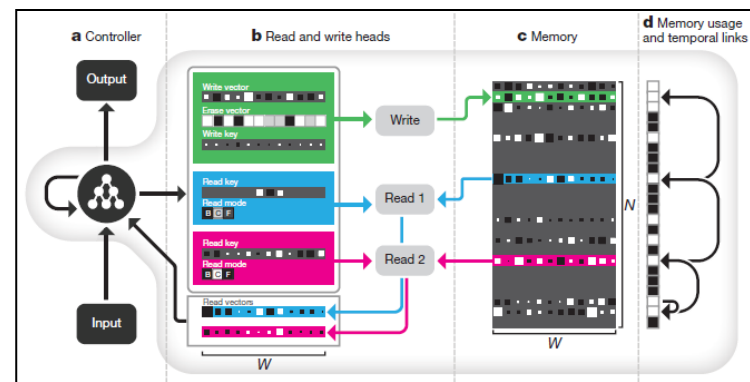 a Controller
b Read and write heads
c Memory
d Memory usage
and temporal links
Output
Input
Write vector
Erase vector
Write key
Read key
Read mode
B C F
Read key
Read mode
B C F
Read vectors
W
Write
Read 1
Read 2
N
W